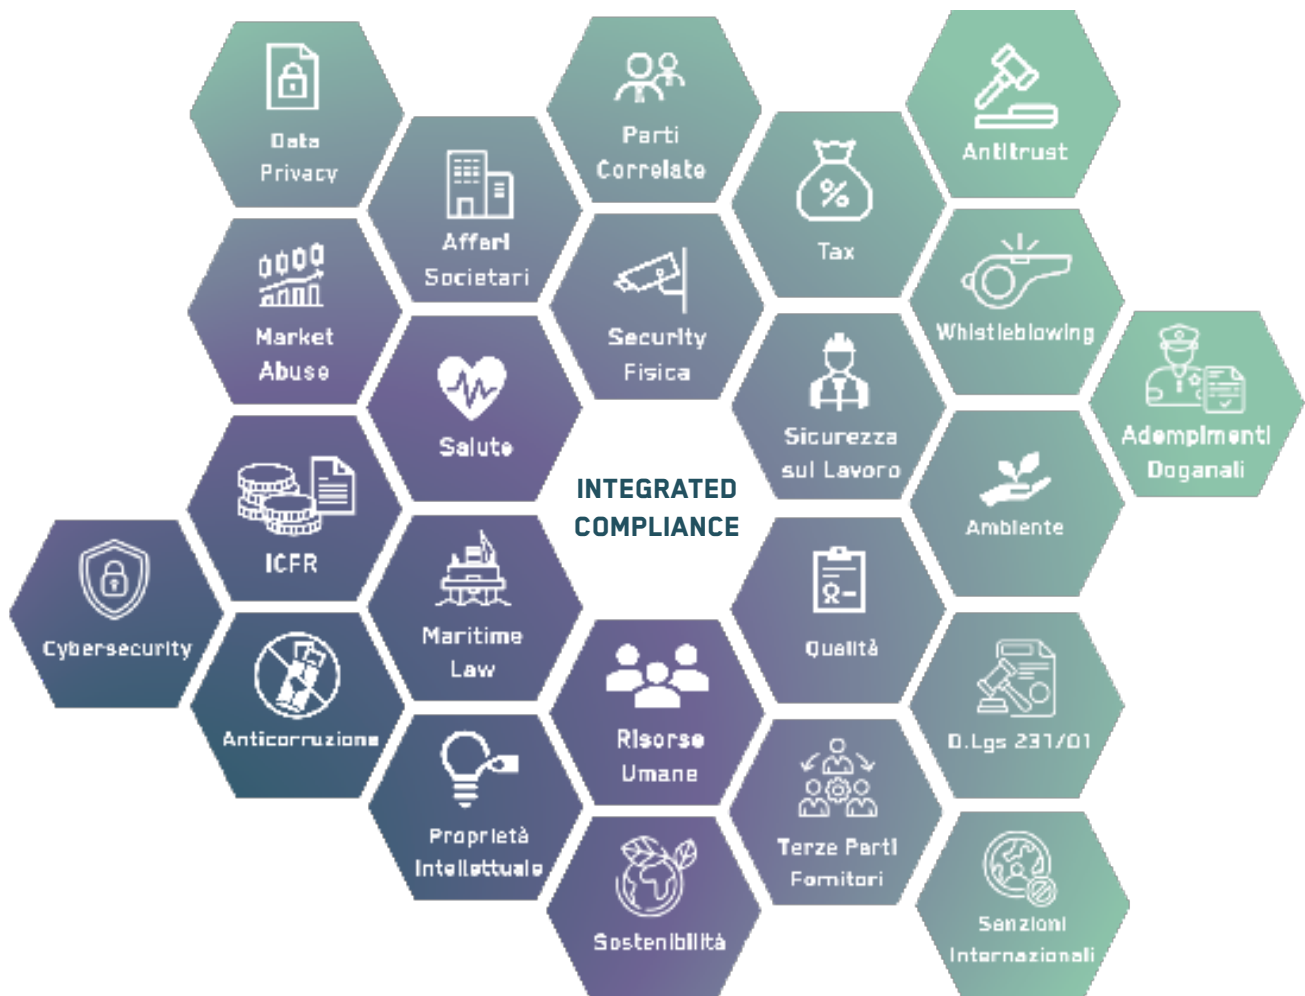 Data
Privacy
Parti
Correlate
Antitrust
Affari
Societari
Tax
Market
Abuse
Security
Fisica
Whistleblowing
Salute
Sicurezza
sul Lavoro
Adempimenti
Doganali
INTEGRATED
COMPLIANCE
ICFR
Ambiente
Cybersecurity
Maritime
Law
Qualità
Anticorruzione
Risorse
Umane
D.Lgs 231/01
Proprietà
Intellettuale
Terze Parti
Fornitori
Sostenibilità
Sanzioni
Internazionali